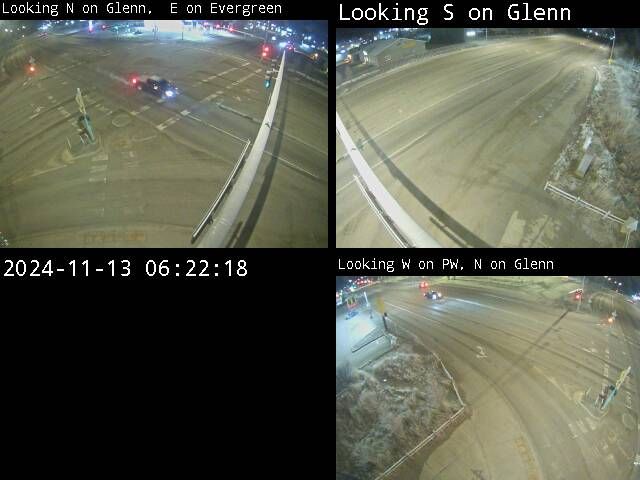 Looking N on Glenn,  E on Evergreen
Looking S on Glenn
2024-11-13 06:22:18
Looking W on PW, N on Glenn